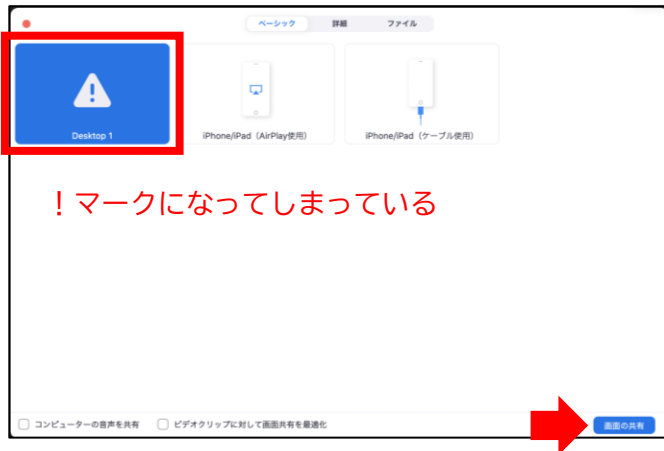 ベーシック 詳細 ファイル
Desktop 1 iPhone/iPad（AirPlay使用） iPhone/iPad（ケーブル使用）
！マークになってしまっている
コンピューターの音声を共有 ビデオクリップに対して画面共有を最適化 画面の共有